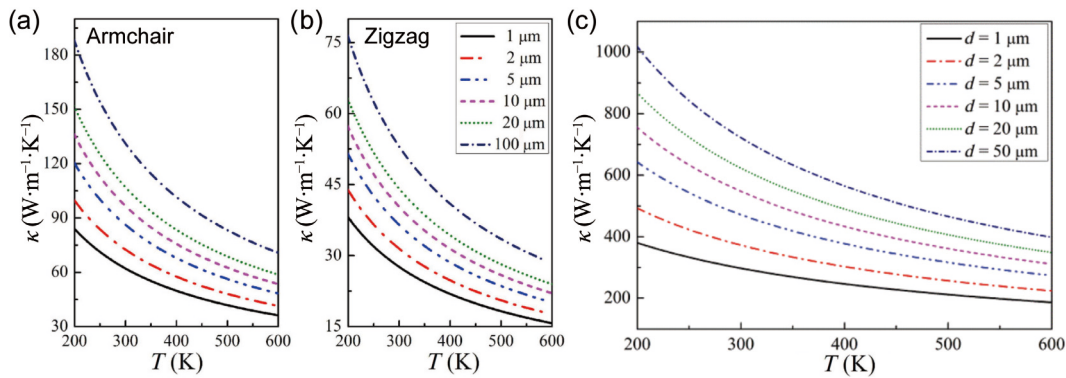 (a)
Armchair
κ (W·m⁻¹·K⁻¹)
180
150
120
90
60
30
200 300 400 500 600
T (K)
(b)
Zigzag
1 μm
2 μm
5 μm
10 μm
20 μm
100 μm
κ (W·m⁻¹·K⁻¹)
75
60
45
30
15
200 300 400 500 600
T (K)
(c)
d = 1 μm
d = 2 μm
d = 5 μm
d = 10 μm
d = 20 μm
d = 50 μm
κ (W·m⁻¹·K⁻¹)
1000
800
600
400
200
200 300 400 500 600
T (K)